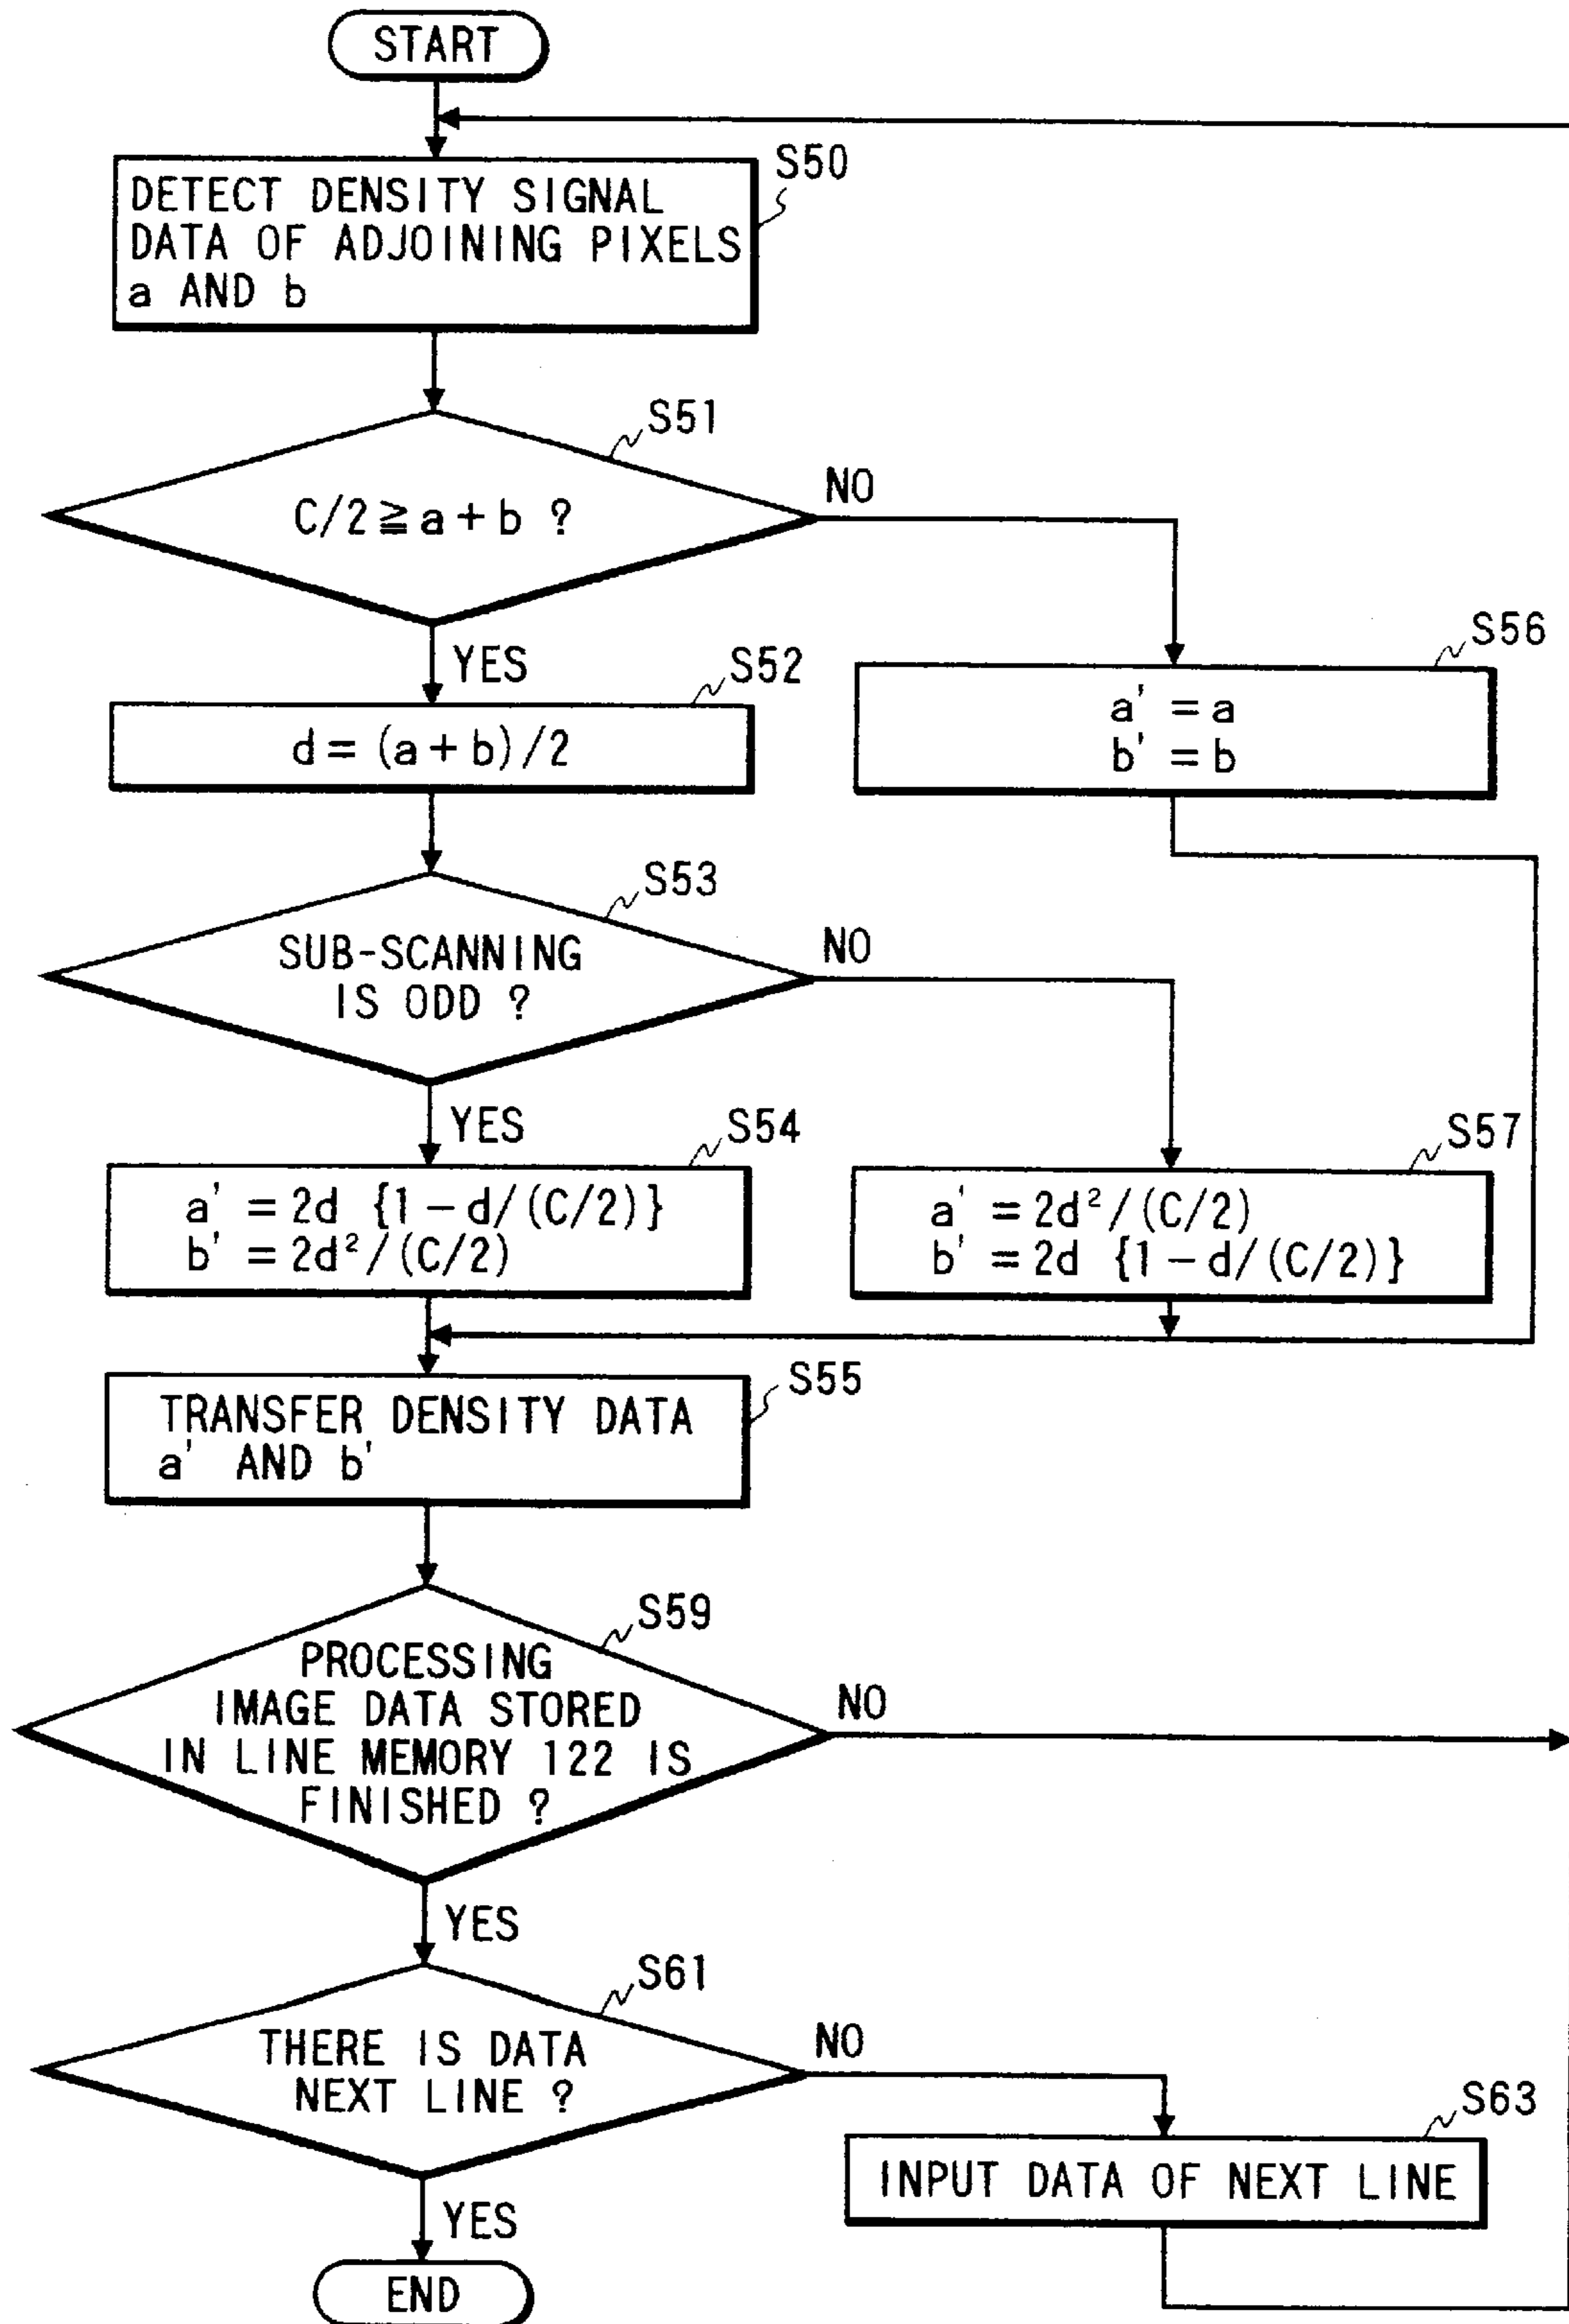 START
S50
DETECT DENSITY SIGNAL
DATA OF ADJOINING PIXELS
a AND b
S51
C/2 ≧ a + b ?
NO
YES
S52
d = (a + b) / 2
S56
a' = a
b' = b
S53
SUB-SCANNING
IS ODD ?
NO
YES
S54
a' = 2d {1 - d/(C/2)}
b' = 2d²/(C/2)
S57
a' = 2d²/(C/2)
b' = 2d {1 - d/(C/2)}
S55
TRANSFER DENSITY DATA
a' AND b'
S59
PROCESSING
IMAGE DATA STORED
IN LINE MEMORY 122 IS
FINISHED ?
NO
YES
S61
THERE IS DATA
NEXT LINE ?
NO
YES
S63
INPUT DATA OF NEXT LINE
END